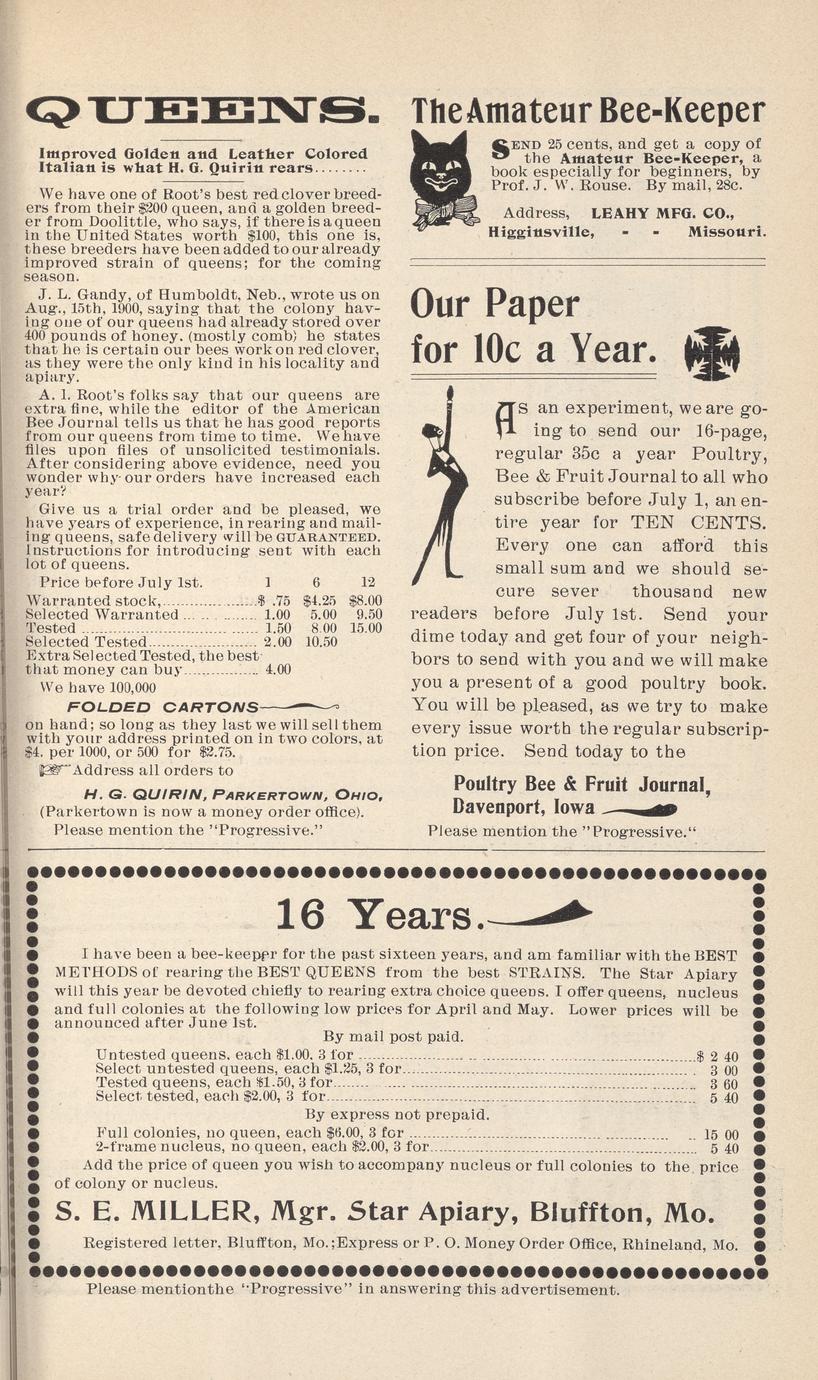 QUEENS.
Improved Golden and Leather Colored
Italian is what H. G. Quirin rears........
We have one of Root's best red clover breed-
ers from their $200 queen, and a golden breed-
er from Doolittle, who says, if there is a queen
in the United States worth $100, this one is,
these breeders have been added to our already
improved strain of queens; for the coming
season.
J. L. Gandy, of Humboldt, Neb., wrote us on
Aug., 15th, 1900, saying that the colony hav-
ing one of our queens had already stored over
400 pounds of honey. (mostly comb) he states
that he is certain our bees work on red clover,
as they were the only kind in his locality and
apiary.
A. I. Root's folks say that our queens are
extra fine, while the editor of the American
Bee Journal tells us that he has good reports
from our queens from time to time. We have
files upon files of unsolicited testimonials.
After considering above evidence, need you
wonder why our orders have increased each
year?
Give us a trial order and be pleased, we
have years of experience, in rearing and mail-
ing queens, safe delivery will be GUARANTEED.
Instructions for introducing sent with each
lot of queens.
Price before July 1st. 1 6 12
Warranted stock,......................$ .75 $4.25 $8.00
Selected Warranted ................ 1.00 5.00 9.50
Tested .................................. 1.50 8.00 15.00
Selected Tested...................... 2.00 10.50
Extra Selected Tested, the best
that money can buy............... 4.00
We have 100,000
FOLDED CARTONS
on hand; so long as they last we will sell them
with your address printed on in two colors, at
$4. per 1000, or 500 for $2.75.
Address all orders to
H. G. QUIRIN, PARKERTOWN, OHIO,
(Parkertown is now a money order office).
Please mention the "Progressive."
The Amateur Bee-Keeper
SEND 25 cents, and get a copy of
the Amateur Bee-Keeper, a
book especially for beginners, by
Prof. J. W. Rouse. By mail, 28c.
Address, LEAHY MFG. CO.,
Higginsville, - - Missouri.
Our Paper
for 10c a Year.
As an experiment, we are go-
ing to send our 16-page,
regular 35c a year Poultry,
Bee & Fruit Journal to all who
subscribe before July 1, an en-
tire year for TEN CENTS.
Every one can afford this
small sum and we should se-
cure sever thousand new
readers before July 1st. Send your
dime today and get four of your neigh-
bors to send with you and we will make
you a present of a good poultry book.
You will be pleased, as we try to make
every issue worth the regular subscrip-
tion price. Send today to the
Poultry Bee & Fruit Journal,
Davenport, Iowa
Please mention the "Progressive."
16 Years.
I have been a bee-keeper for the past sixteen years, and am familiar with the BEST
METHODS of rearing the BEST QUEENS from the best STRAINS. The Star Apiary
will this year be devoted chiefly to rearing extra choice queens. I offer queens, nucleus
and full colonies at the following low prices for April and May. Lower prices will be
announced after June 1st.
By mail post paid.
Untested queens, each $1.00, 3 for ........................................$ 2 40
Select untested queens, each $1.25, 3 for................................ 3 00
Tested queens, each $1.50, 3 for........................................ 3 60
Select tested, each $2.00, 3 for........................................ 5 40
By express not prepaid.
Full colonies, no queen, each $6.00, 3 for ................................ 15 00
2-frame nucleus, no queen, each $2.00, 3 for............................ 5 40
Add the price of queen you wish to accompany nucleus or full colonies to the price
of colony or nucleus.
S. E. MILLER, Mgr. Star Apiary, Bluffton, Mo.
Registered letter, Bluffton, Mo.;Express or P. O. Money Order Office, Rhineland, Mo.
Please mentionthe "Progressive" in answering this advertisement.